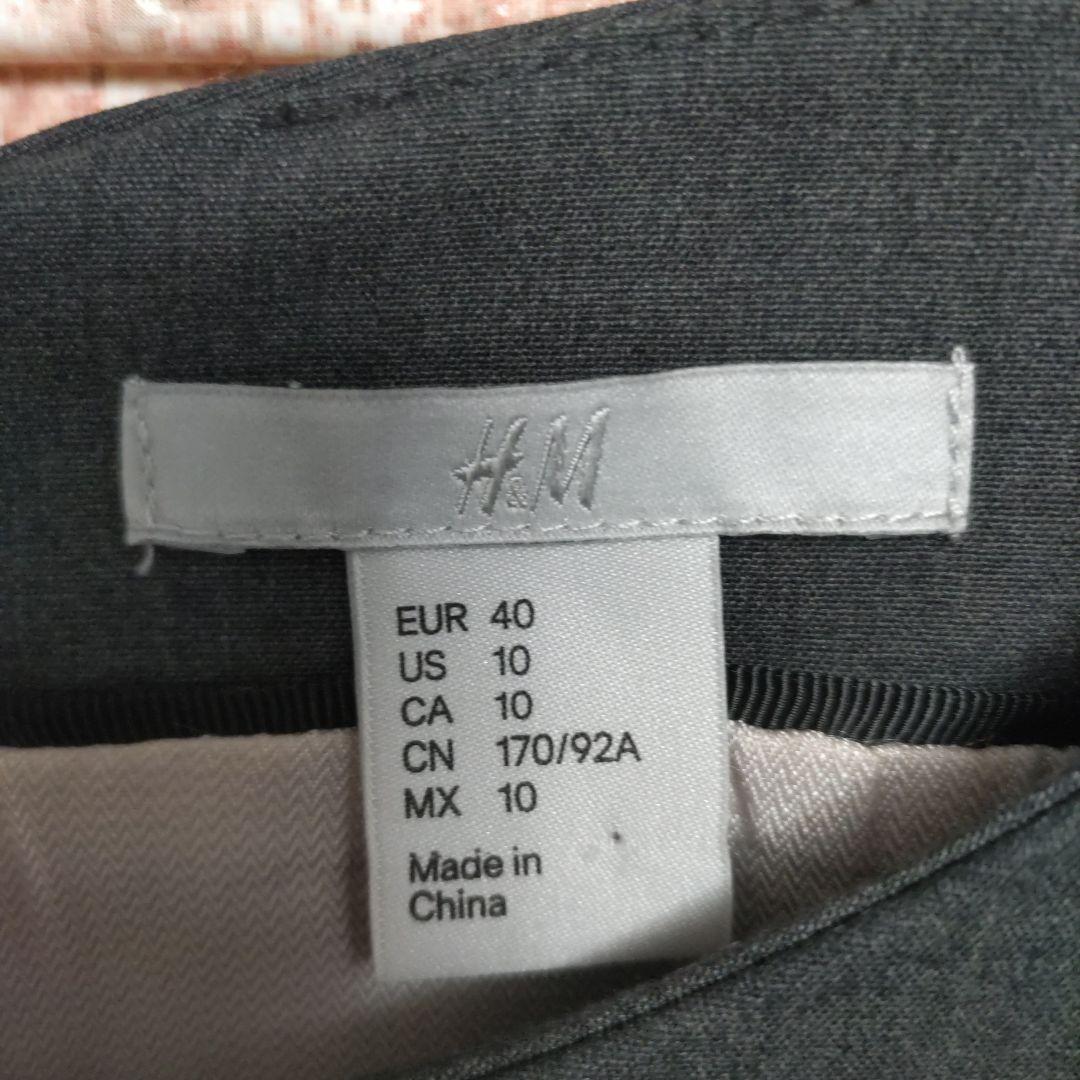 H&M
EUR 40
US 10
CA 10
CN 170/92A
MX 10
Made in
China